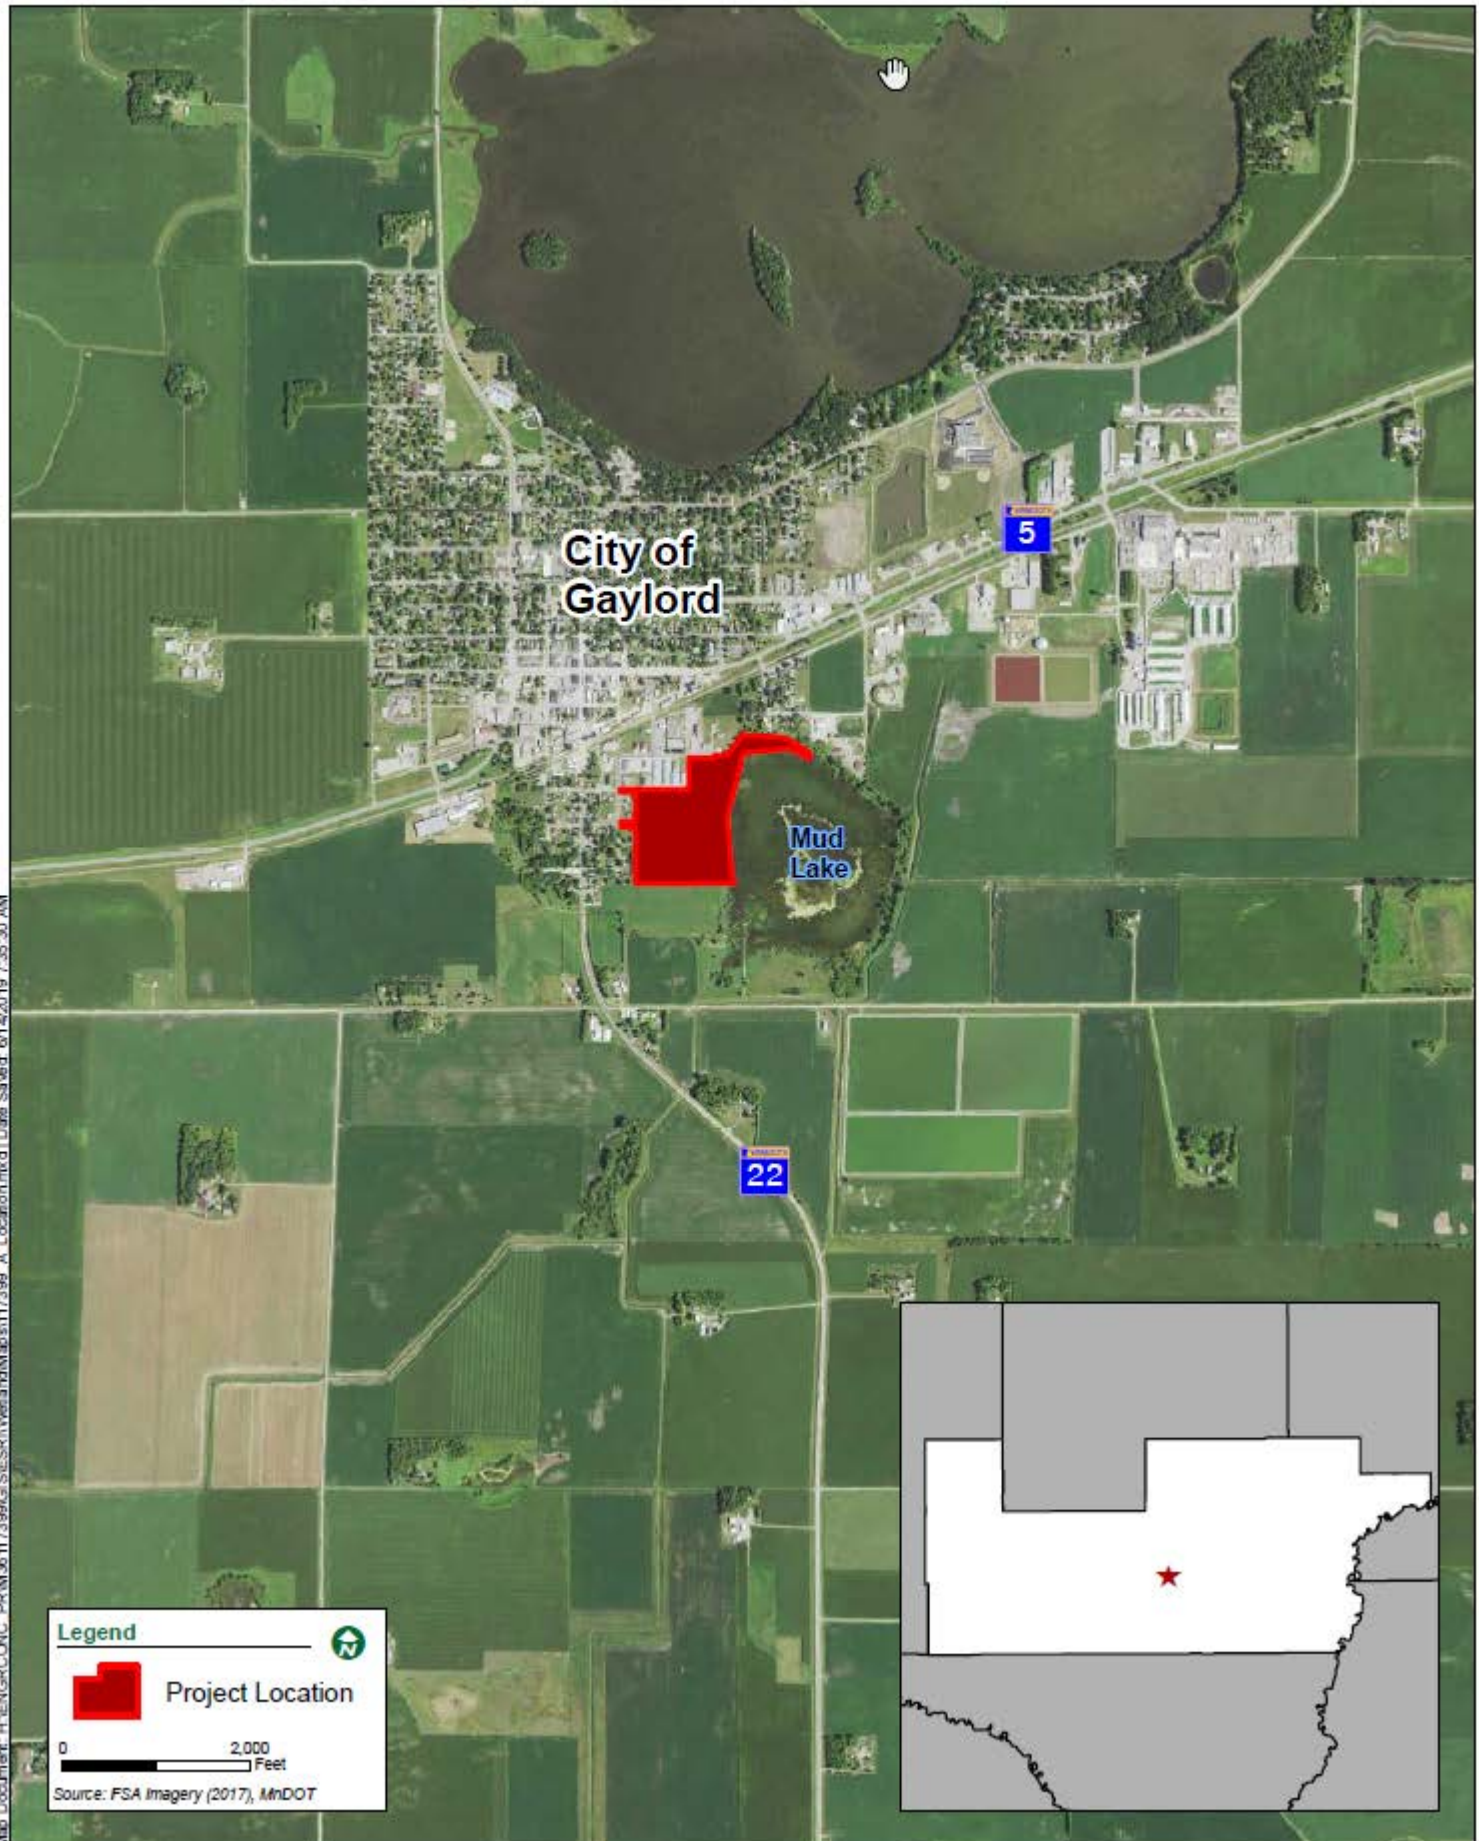 City of
Gaylord
5
Mud
Lake
22
Legend
N
Project Location
0 2,000
Feet
Source: FSA Imagery (2017), MnDOT